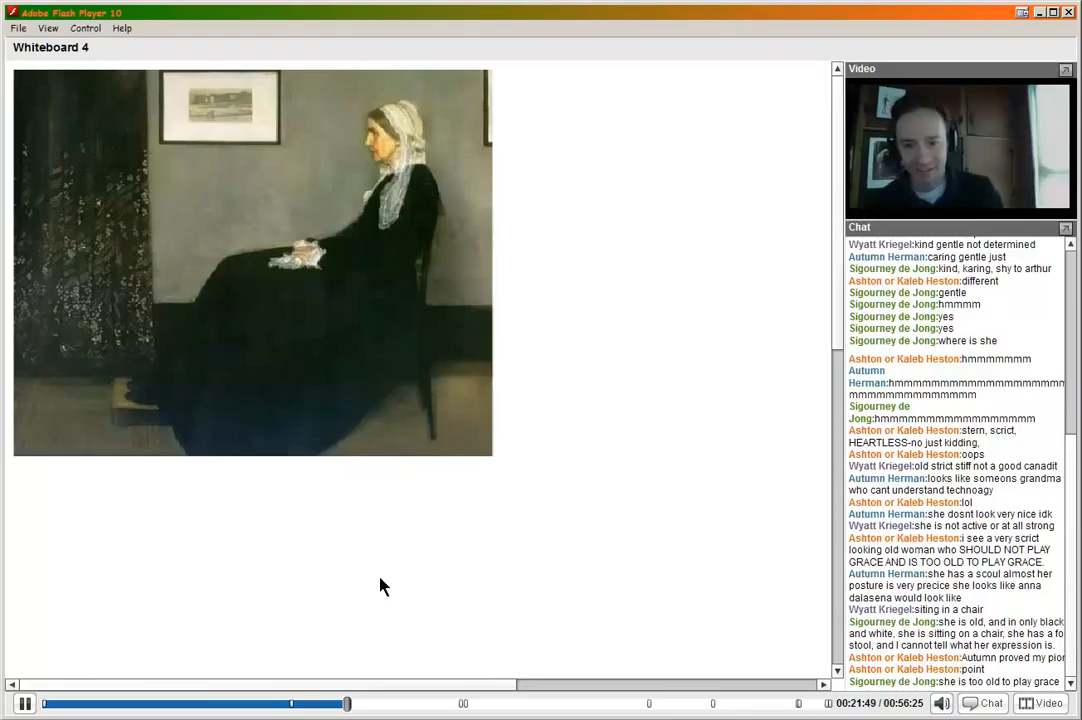 Adobe Flash Player 10
File View Control Help
Whiteboard 4
Video
Chat
Wyatt Kriegel:kind gentle not determined
Autumn Herman:caring gentle just
Sigourney de Jong:kind, karing, shy to arthur
Ashton or Kaleb Heston:different
Sigourney de Jong:gentle
Sigourney de Jong:hmmmm
Sigourney de Jong:yes
Sigourney de Jong:yes
Sigourney de Jong:where is she
Ashton or Kaleb Heston:hmmmmmmm
Autumn
Herman:hmmmmmmmmmmmmmmmmmmm
mmmmmmmmmmmmm
Sigourney de
Jong:hmmmmmmmmmmmmmmmmm
Ashton or Kaleb Heston:stern, scrict,
HEARTLESS-no just kidding,
Ashton or Kaleb Heston:oops
Wyatt Kriegel:old strict stiff not a good canadit
Autumn Herman:looks like someons grandma
who cant understand technoagy
Ashton or Kaleb Heston:lol
Autumn Herman:she dosnt look very nice idk
Wyatt Kriegel:she is not active or at all strong
Ashton or Kaleb Heston:i see a very scrict
looking old woman who SHOULD NOT PLAY
GRACE AND IS TOO OLD TO PLAY GRACE.
Autumn Herman:she has a scoul almost her
posture is very precice she looks like anna
dalasena would look like
Wyatt Kriegel:siting in a chair
Sigourney de Jong:she is old, and in only black
and white, she is sitting on a chair, she has a fo
stool, and I cannot tell what her expression is.
Ashton or Kaleb Heston:Autumn proved my pion
Ashton or Kaleb Heston:point
Sigourney de Jong:she is too old to play grace
00:21:49 / 00:56:25
Chat
Video